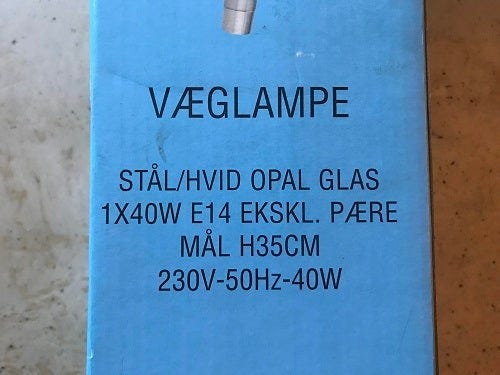 VÆGLAMPE
STÅL/HVID OPAL GLAS
1X40W E14 EKSKL. PÆRE
MÅL H35CM
230V-50Hz-40W